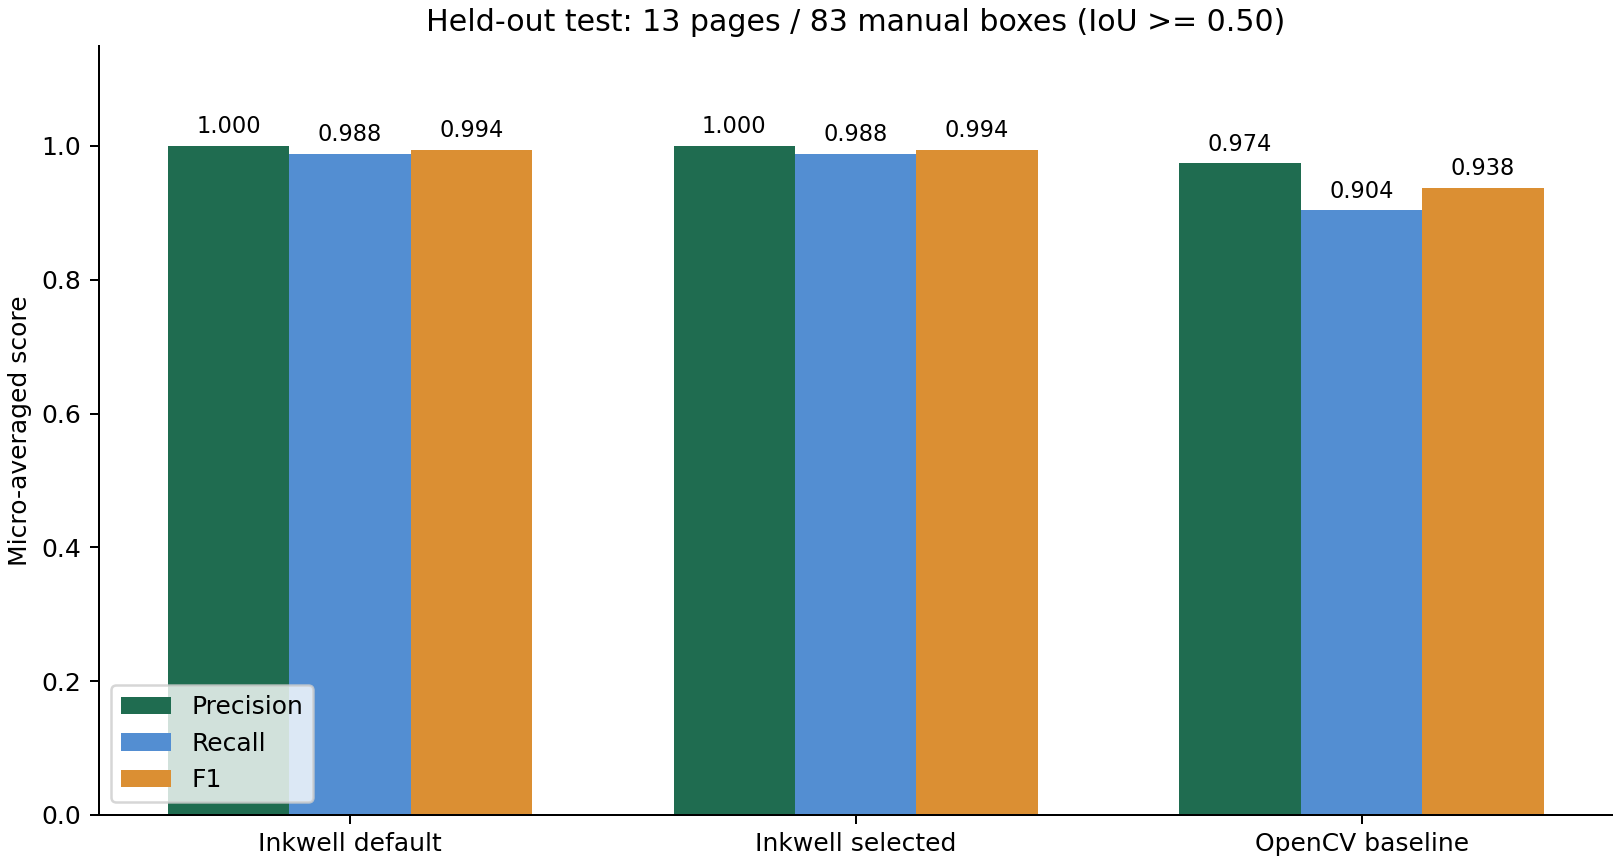 Held-out test: 13 pages / 83 manual boxes (IoU >= 0.50)
Micro-averaged score
1.0
0.8
0.6
0.4
0.2
0.0
1.000
0.988
0.994
1.000
0.988
0.994
0.974
0.904
0.938
Precision
Recall
F1
Inkwell default
Inkwell selected
OpenCV baseline